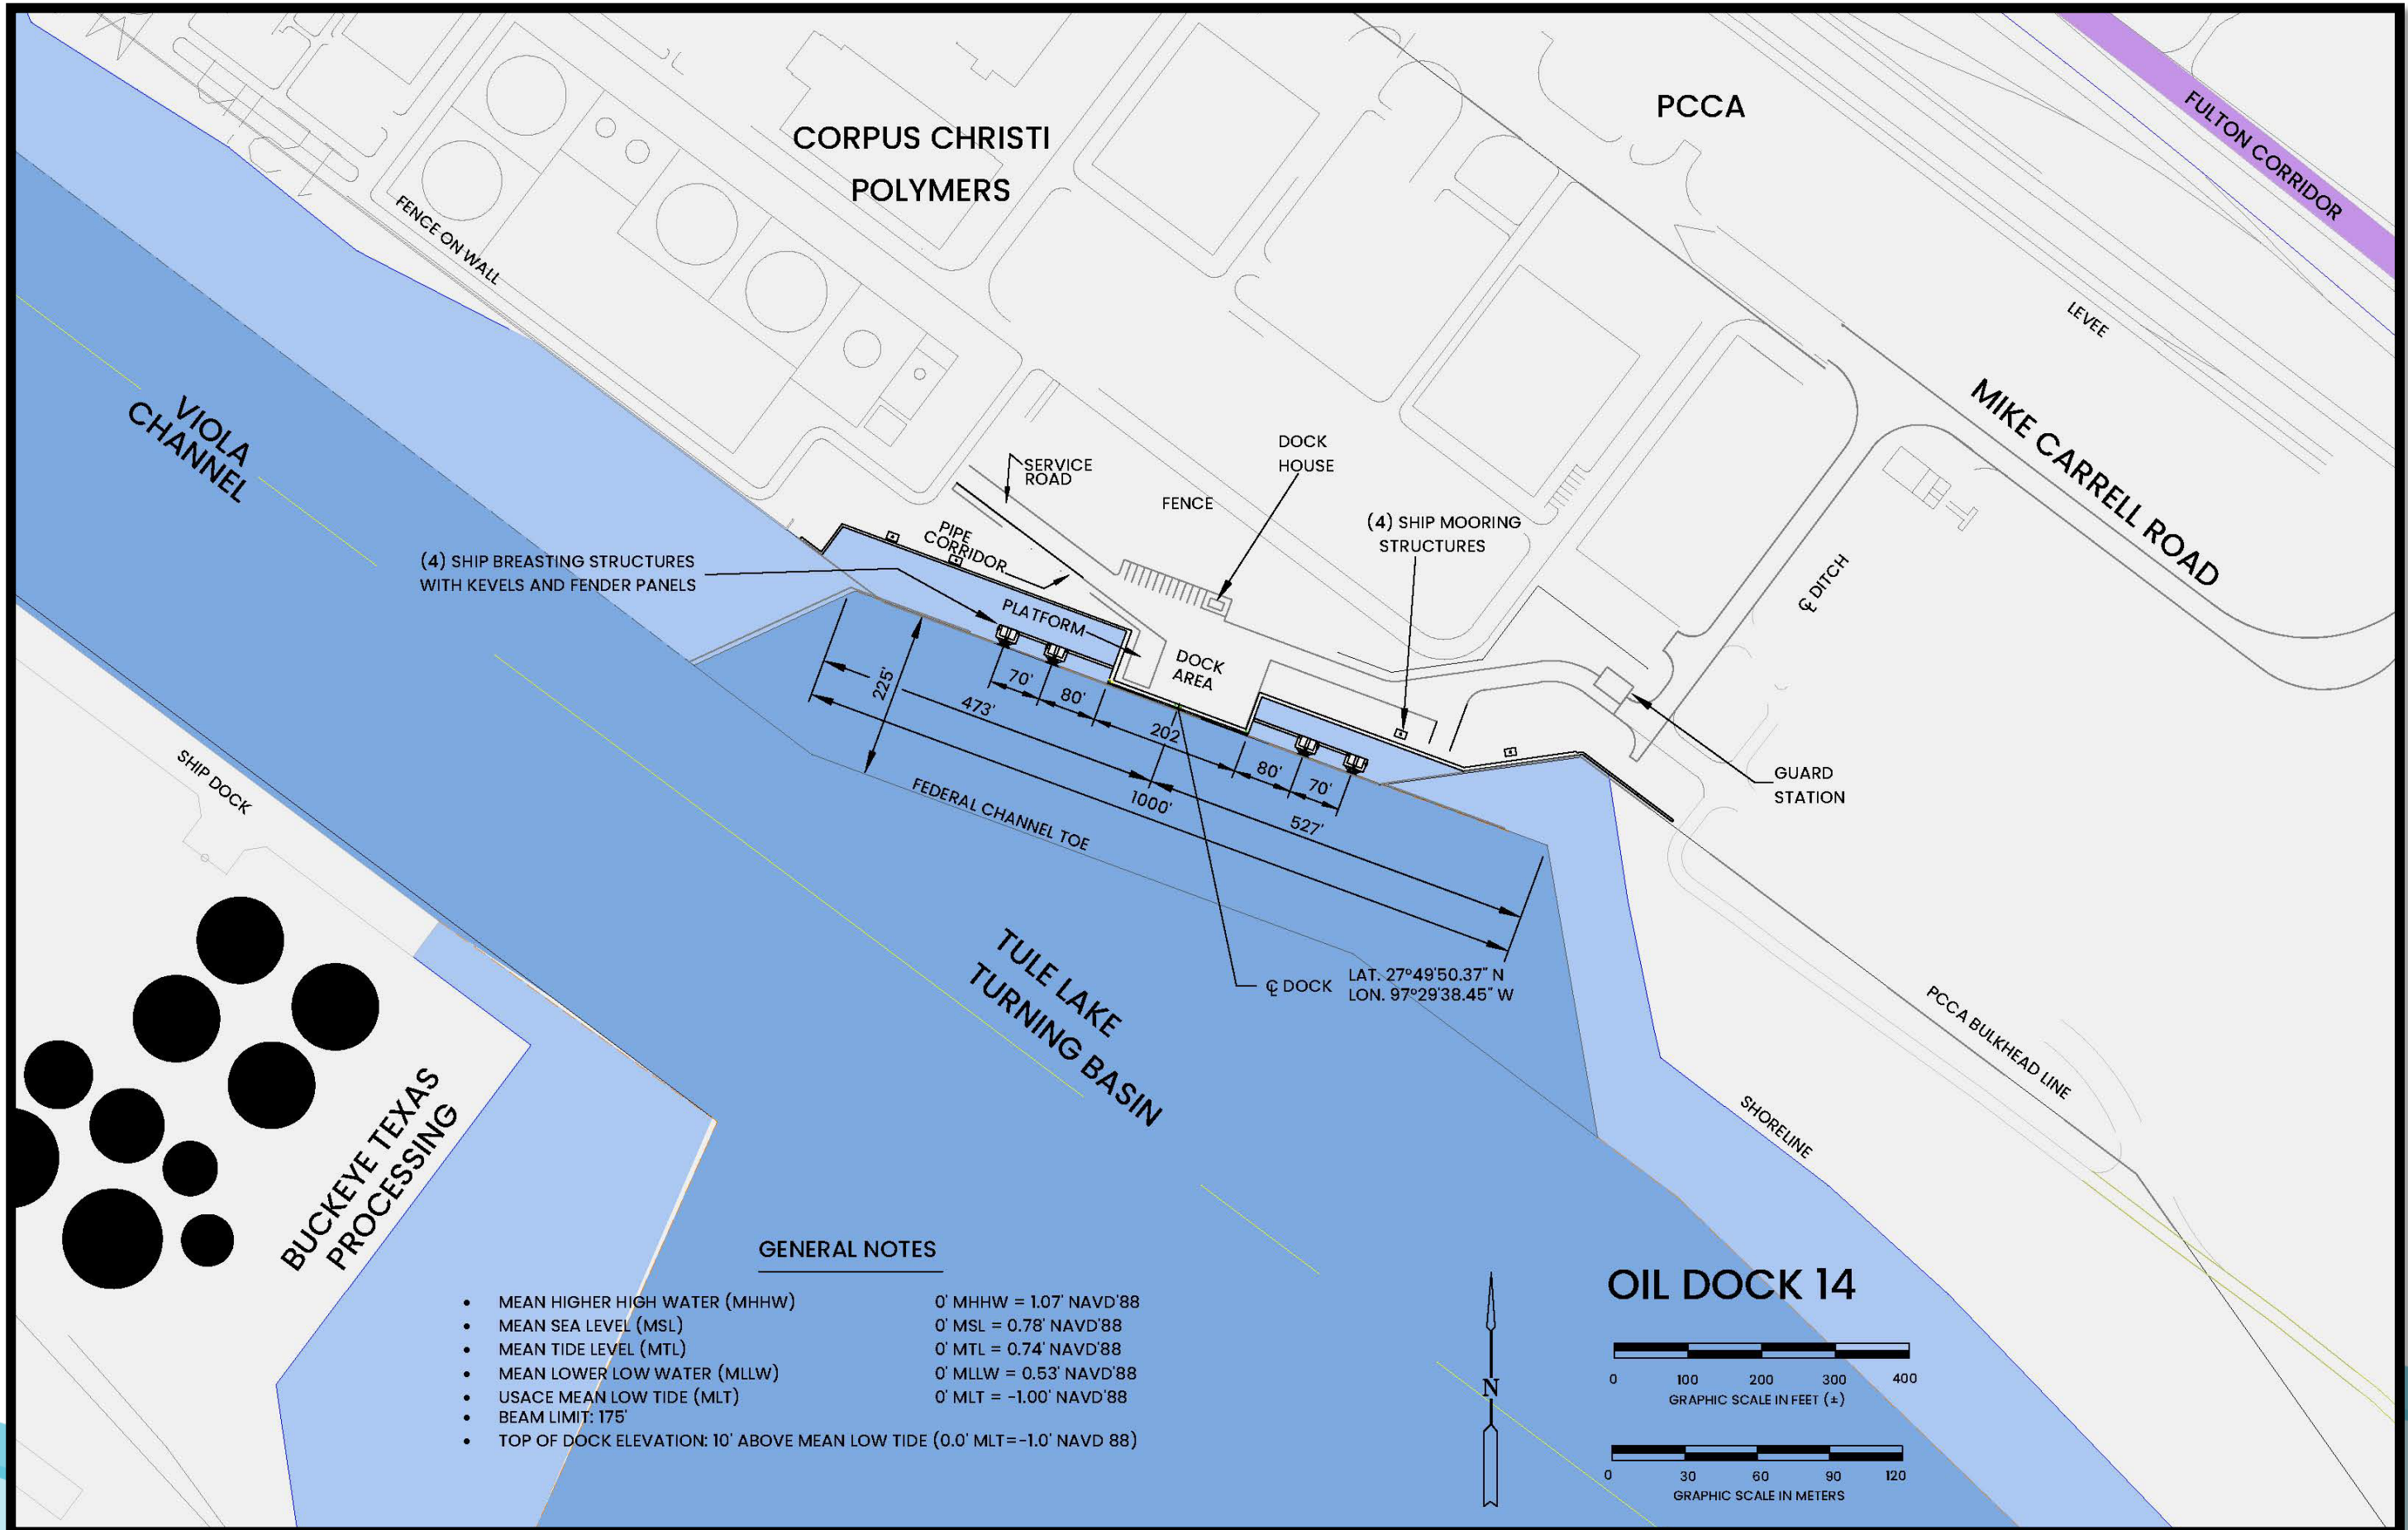 CORPUS CHRISTI
POLYMERS
PCCA
FULTON CORRIDOR
LEVEE
MIKE CARRELL ROAD
FENCE ON WALL
VIOLA
CHANNEL
SERVICE
ROAD
DOCK
HOUSE
FENCE
(4) SHIP MOORING
STRUCTURES
PIPE
CORRIDOR
(4) SHIP BREASTING STRUCTURES
WITH KEVELS AND FENDER PANELS
PLATFORM
DOCK
AREA
℄ DITCH
GUARD
STATION
225'
70'
80'
473'
202
80'
70'
1000'
527'
FEDERAL CHANNEL TOE
SHIP DOCK
℄ DOCK
LAT. 27°49'50.37" N
LON. 97°29'38.45" W
TULE LAKE
TURNING BASIN
PCCA BULKHEAD LINE
SHORELINE
BUCKEYE TEXAS
PROCESSING
GENERAL NOTES
• MEAN HIGHER HIGH WATER (MHHW) 0' MHHW = 1.07' NAVD'88
• MEAN SEA LEVEL (MSL) 0' MSL = 0.78' NAVD'88
• MEAN TIDE LEVEL (MTL) 0' MTL = 0.74' NAVD'88
• MEAN LOWER LOW WATER (MLLW) 0' MLLW = 0.53' NAVD'88
• USACE MEAN LOW TIDE (MLT) 0' MLT = -1.00' NAVD'88
• BEAM LIMIT: 175'
• TOP OF DOCK ELEVATION: 10' ABOVE MEAN LOW TIDE (0.0' MLT=-1.0' NAVD 88)
N
OIL DOCK 14
0 100 200 300 400
GRAPHIC SCALE IN FEET (±)
0 30 60 90 120
GRAPHIC SCALE IN METERS